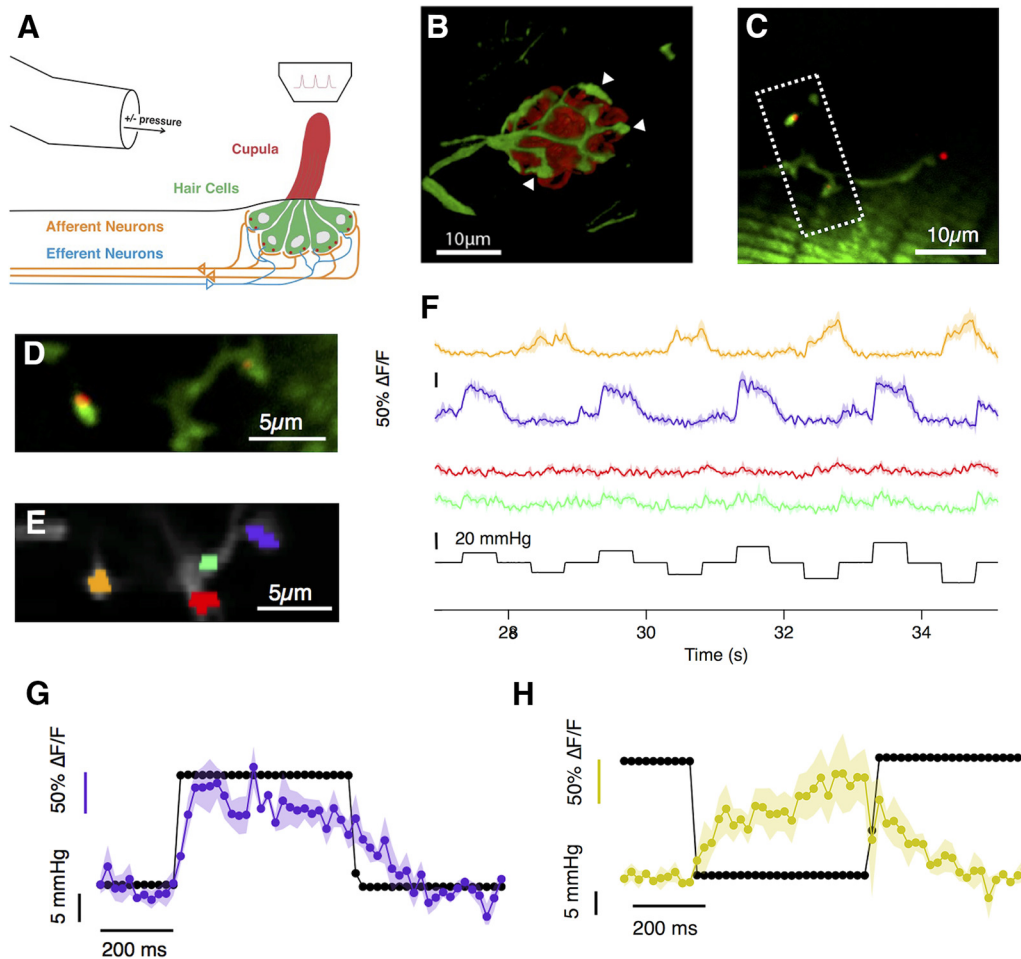 A
+/- pressure
Cupula
Hair Cells
Afferent Neurons
Efferent Neurons
B
10µm
C
10µm
D
5µm
E
5µm
F
50% ΔF/F
20 mmHg
28
30
32
34
Time (s)
G
50% ΔF/F
5 mmHg
200 ms
H
50% ΔF/F
5 mmHg
200 ms